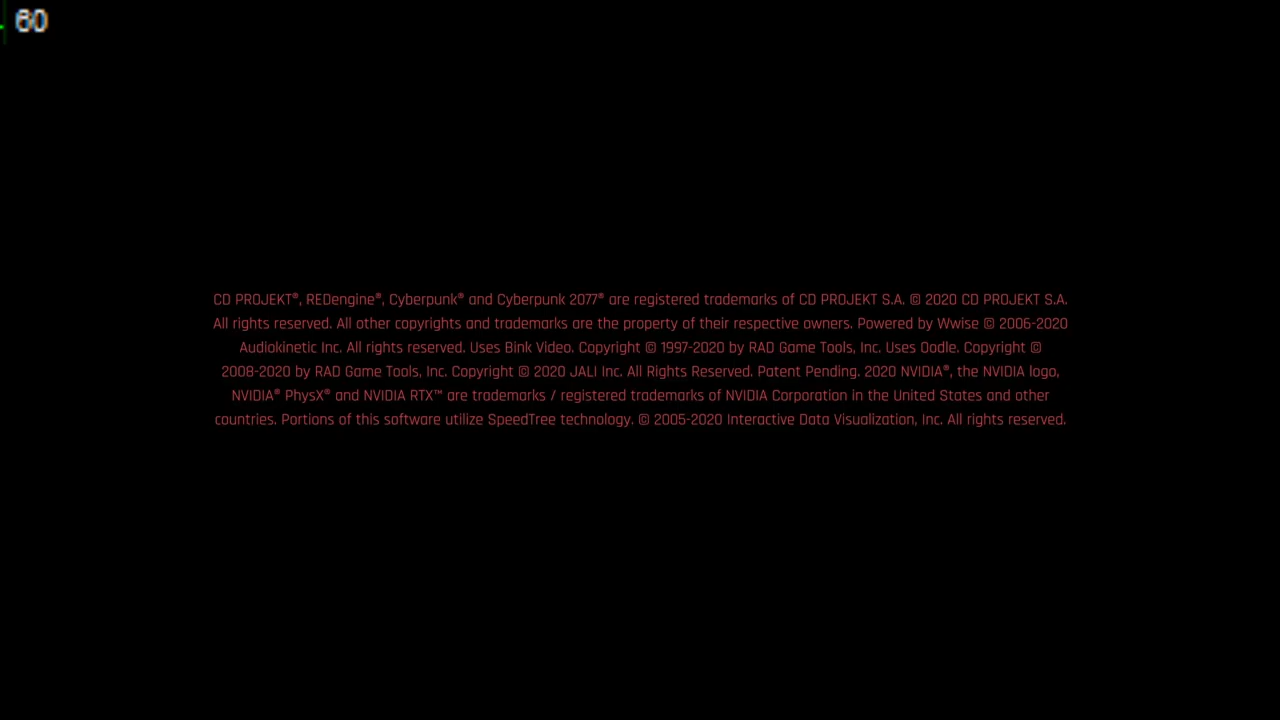 60
CD PROJEKT®, REDengine®, Cyberpunk® and Cyberpunk 2077® are registered trademarks of CD PROJEKT S.A. © 2020 CD PROJEKT S.A.
All rights reserved. All other copyrights and trademarks are the property of their respective owners. Powered by Wwise © 2006-2020
Audiokinetic Inc. All rights reserved. Uses Bink Video. Copyright © 1997-2020 by RAD Game Tools, Inc. Uses Oodle. Copyright ©
2008-2020 by RAD Game Tools, Inc. Copyright © 2020 JALI Inc. All Rights Reserved. Patent Pending. 2020 NVIDIA®, the NVIDIA logo,
NVIDIA® PhysX® and NVIDIA RTX™ are trademarks / registered trademarks of NVIDIA Corporation in the United States and other
countries. Portions of this software utilize SpeedTree technology. © 2005-2020 Interactive Data Visualization, Inc. All rights reserved.